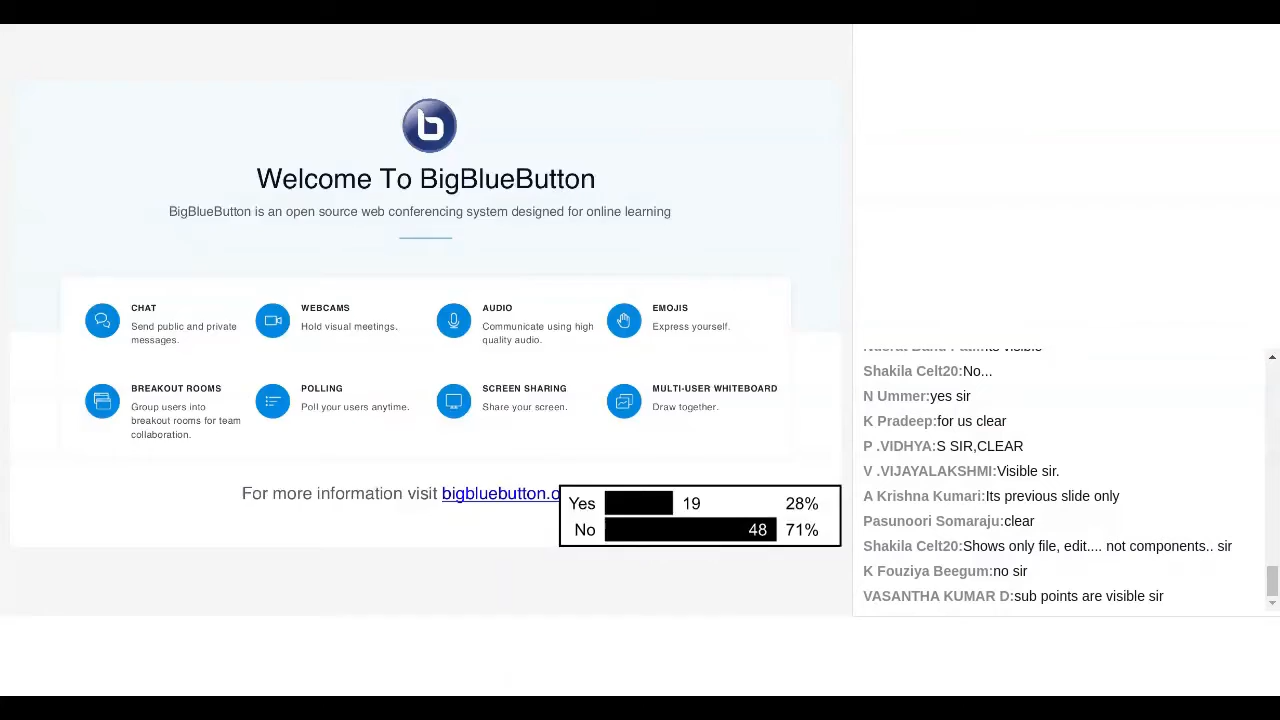 Welcome To BigBlueButton
BigBlueButton is an open source web conferencing system designed for online learning
CHAT
Send public and private
messages.
WEBCAMS
Hold visual meetings.
AUDIO
Communicate using high
quality audio.
EMOJIS
Express yourself.
BREAKOUT ROOMS
Group users into
breakout rooms for team
collaboration.
POLLING
Poll your users anytime.
SCREEN SHARING
Share your screen.
MULTI-USER WHITEBOARD
Draw together.
For more information visit bigbluebutton.o
Yes 19 28%
No 48 71%
Shakila Celt20:No...
N Ummer:yes sir
K Pradeep:for us clear
P .VIDHYA:S SIR,CLEAR
V .VIJAYALAKSHMI:Visible sir.
A Krishna Kumari:Its previous slide only
Pasunoori Somaraju:clear
Shakila Celt20:Shows only file, edit.... not components.. sir
K Fouziya Beegum:no sir
VASANTHA KUMAR D:sub points are visible sir